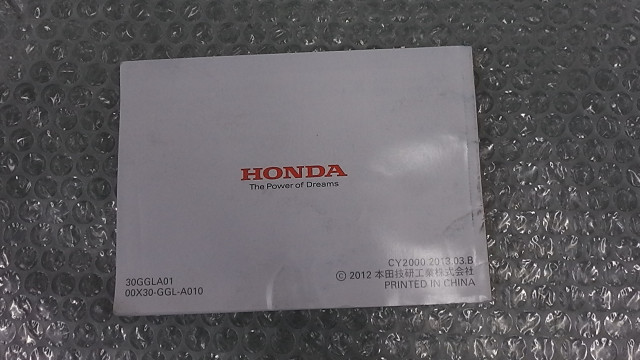 HONDA
The Power of Dreams
30GGLA01
00X30-GGL-A010
CY2000.2013.03.B
© 2012 本田技研工業株式会社
PRINTED IN CHINA